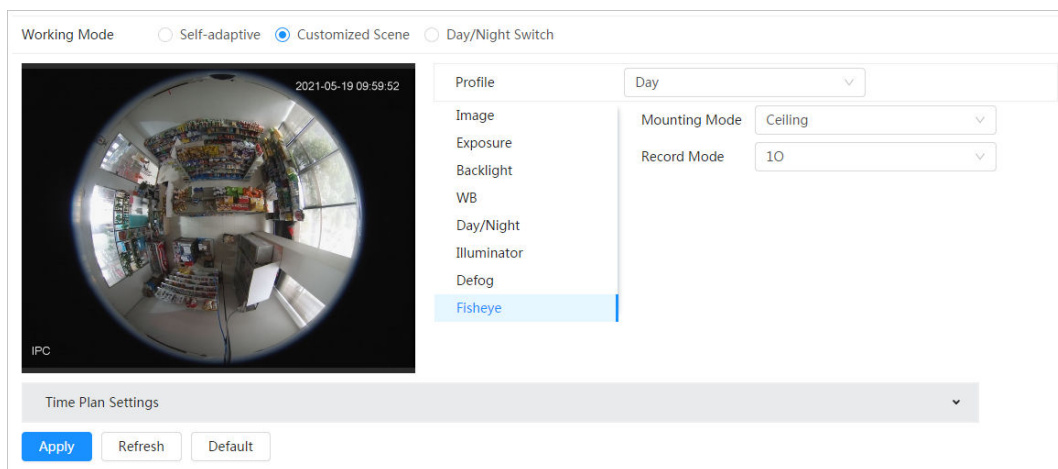 Working Mode Self-adaptive Customized Scene Day/Night Switch
2021-05-19 09:59:52
IPC
Profile Day
Image
Exposure
Backlight
WB
Day/Night
Illuminator
Defog
Fisheye
Mounting Mode Ceiling
Record Mode 1O
Time Plan Settings
Apply Refresh Default